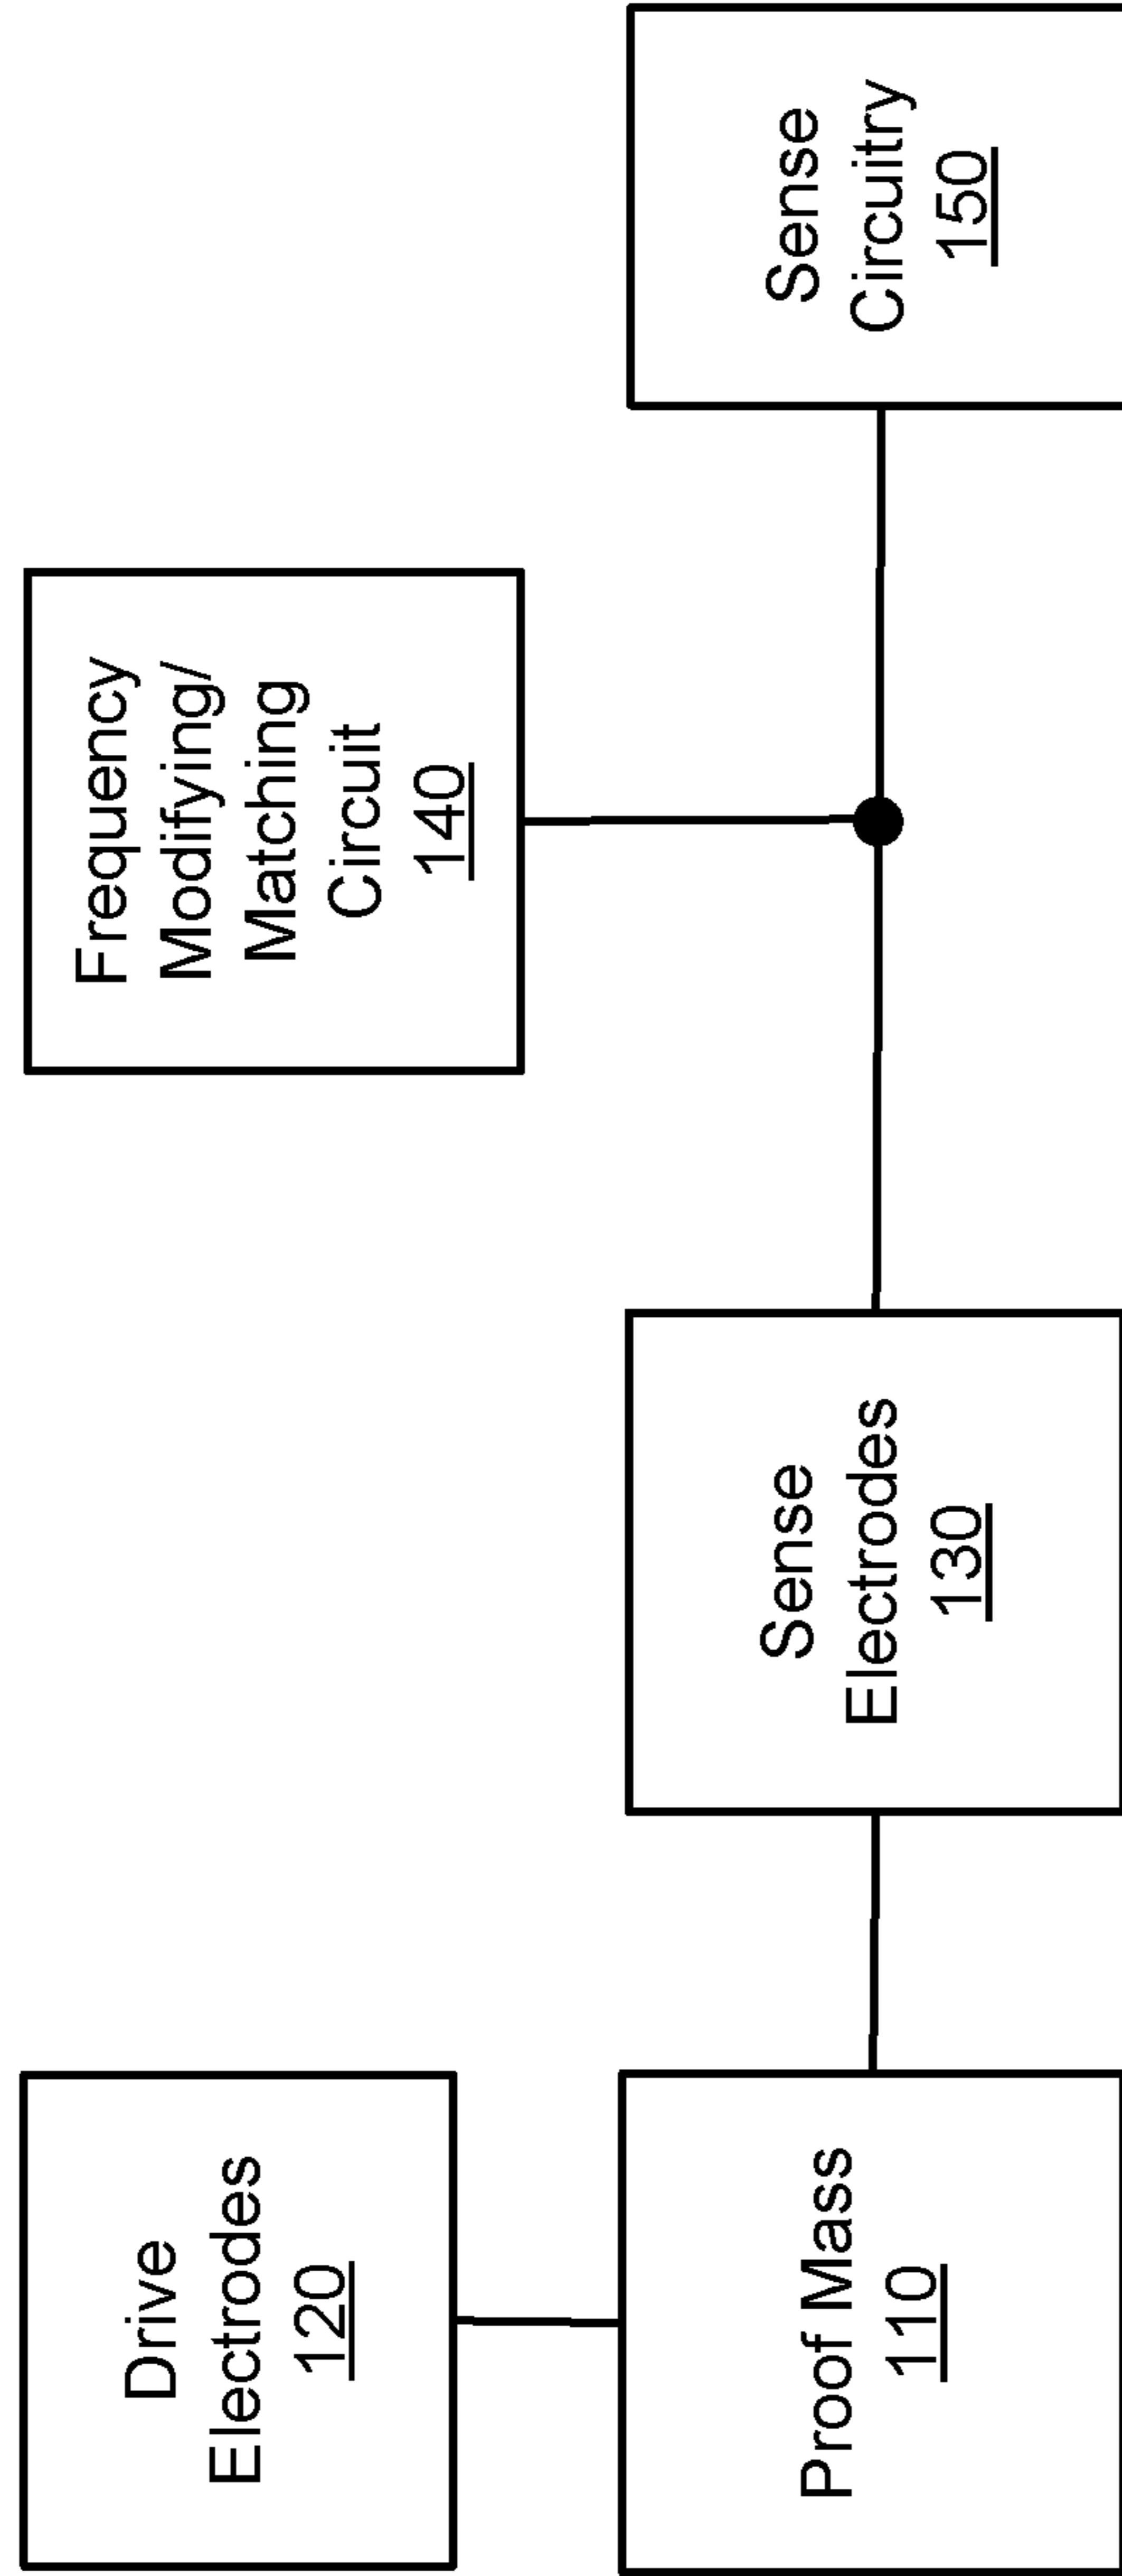 Drive
Electrodes
120
Frequency
Modifying/
Matching
Circuit
140
Proof Mass
110
Sense
Electrodes
130
Sense
Circuitry
150